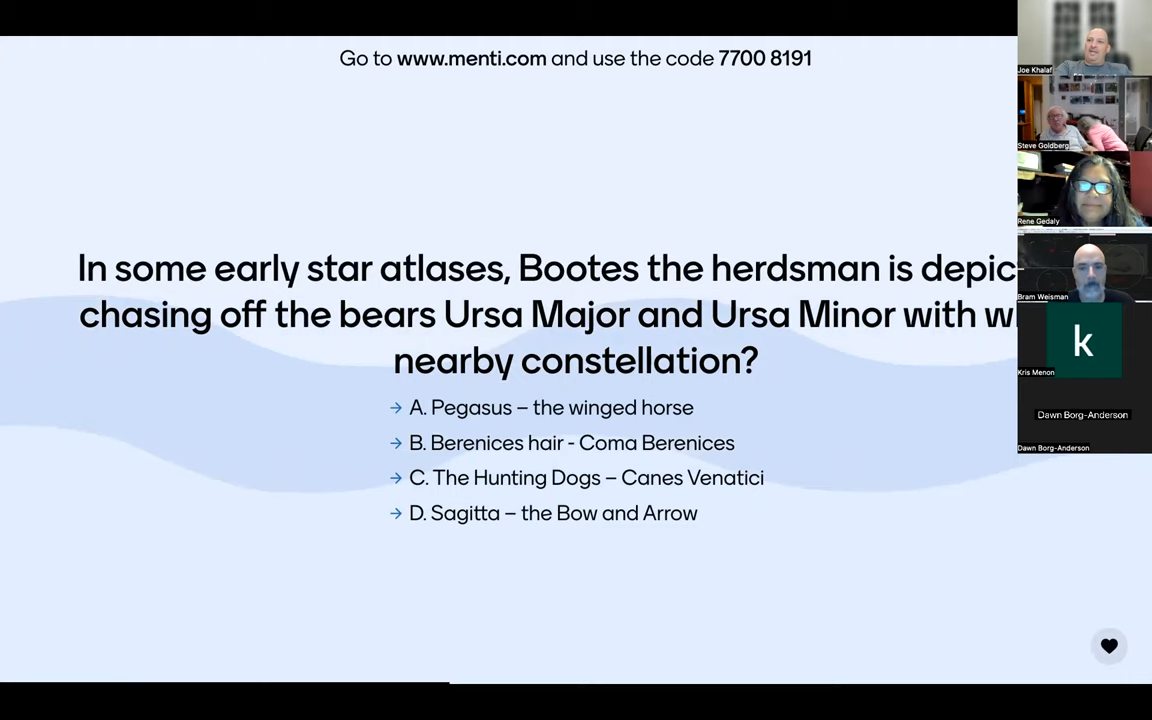 Go to www.menti.com and use the code 7700 8191
In some early star atlases, Bootes the herdsman is depic
chasing off the bears Ursa Major and Ursa Minor with w
nearby constellation?
→ A. Pegasus – the winged horse
→ B. Berenices hair - Coma Berenices
→ C. The Hunting Dogs – Canes Venatici
→ D. Sagitta – the Bow and Arrow
Joe Khalaf
Steve Goldberg
Rene Gedaly
Bram Weisman
k
Kris Menon
Dawn Borg-Anderson
Dawn Borg-Anderson